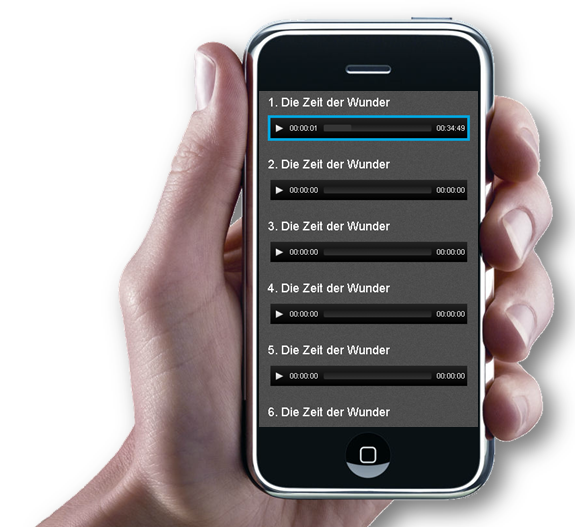 1. Die Zeit der Wunder
00:00:01 00:34:49
2. Die Zeit der Wunder
00:00:00 00:00:00
3. Die Zeit der Wunder
00:00:00 00:00:00
4. Die Zeit der Wunder
00:00:00 00:00:00
5. Die Zeit der Wunder
00:00:00 00:00:00
6. Die Zeit der Wunder